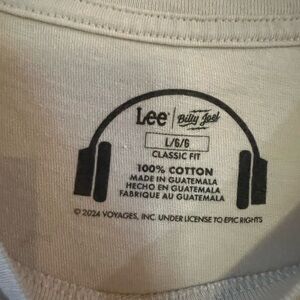 Lee | Billy Joel
L/G/G
CLASSIC FIT
100% COTTON
MADE IN GUATEMALA
HECHO EN GUATEMALA
FABRIQUE AU GUATEMALA
© 2024 VOYAGES, INC. UNDER LICENSE TO EPIC RIGHTS